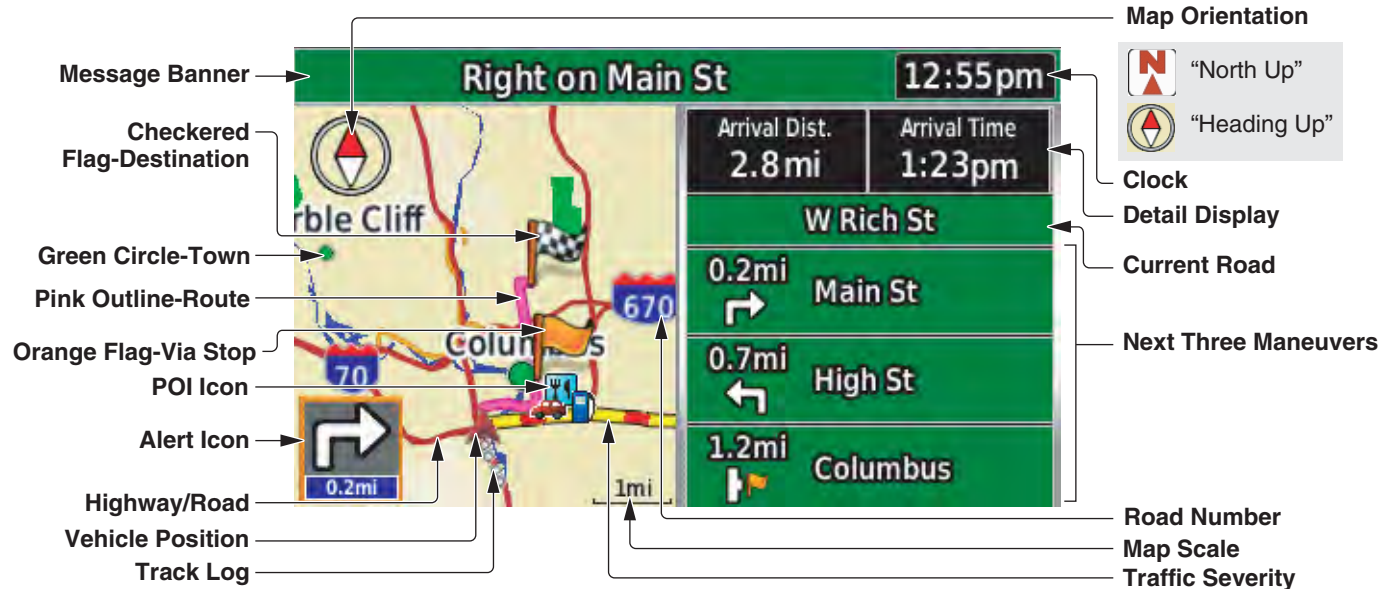 Map Orientation
"North Up"
"Heading Up"
N
Message Banner
Right on Main St
12:55pm
Checkered
Flag-Destination
Arrival Dist.
2.8mi
Arrival Time
1:23pm
Clock
Detail Display
rble Cliff
W Rich St
Green Circle-Town
Current Road
Pink Outline-Route
670
0.2mi
Main St
Orange Flag-Via Stop
Colum s
Next Three Maneuvers
POI Icon
70
0.7mi
High St
Alert Icon
0.2mi
1.2mi
Columbus
1mi
Highway/Road
Road Number
Vehicle Position
Map Scale
Track Log
Traffic Severity